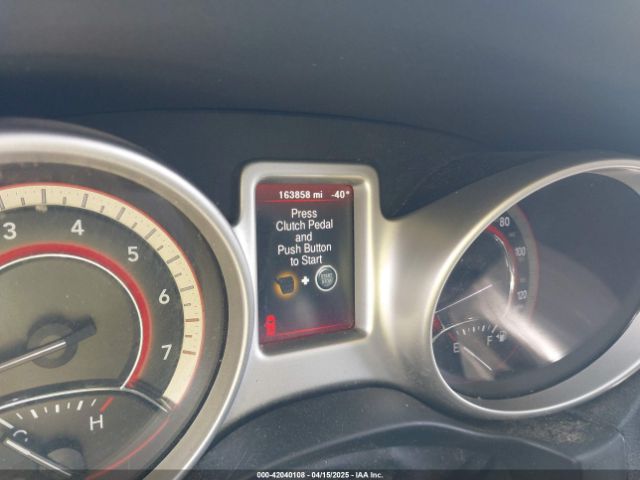 163858 mi -40°
Press
Clutch Pedal
and
Push Button
to Start
+
3 4 5 6 7
H
80
120
E F
000-42040108 - 04/15/2025 - IAA Inc.